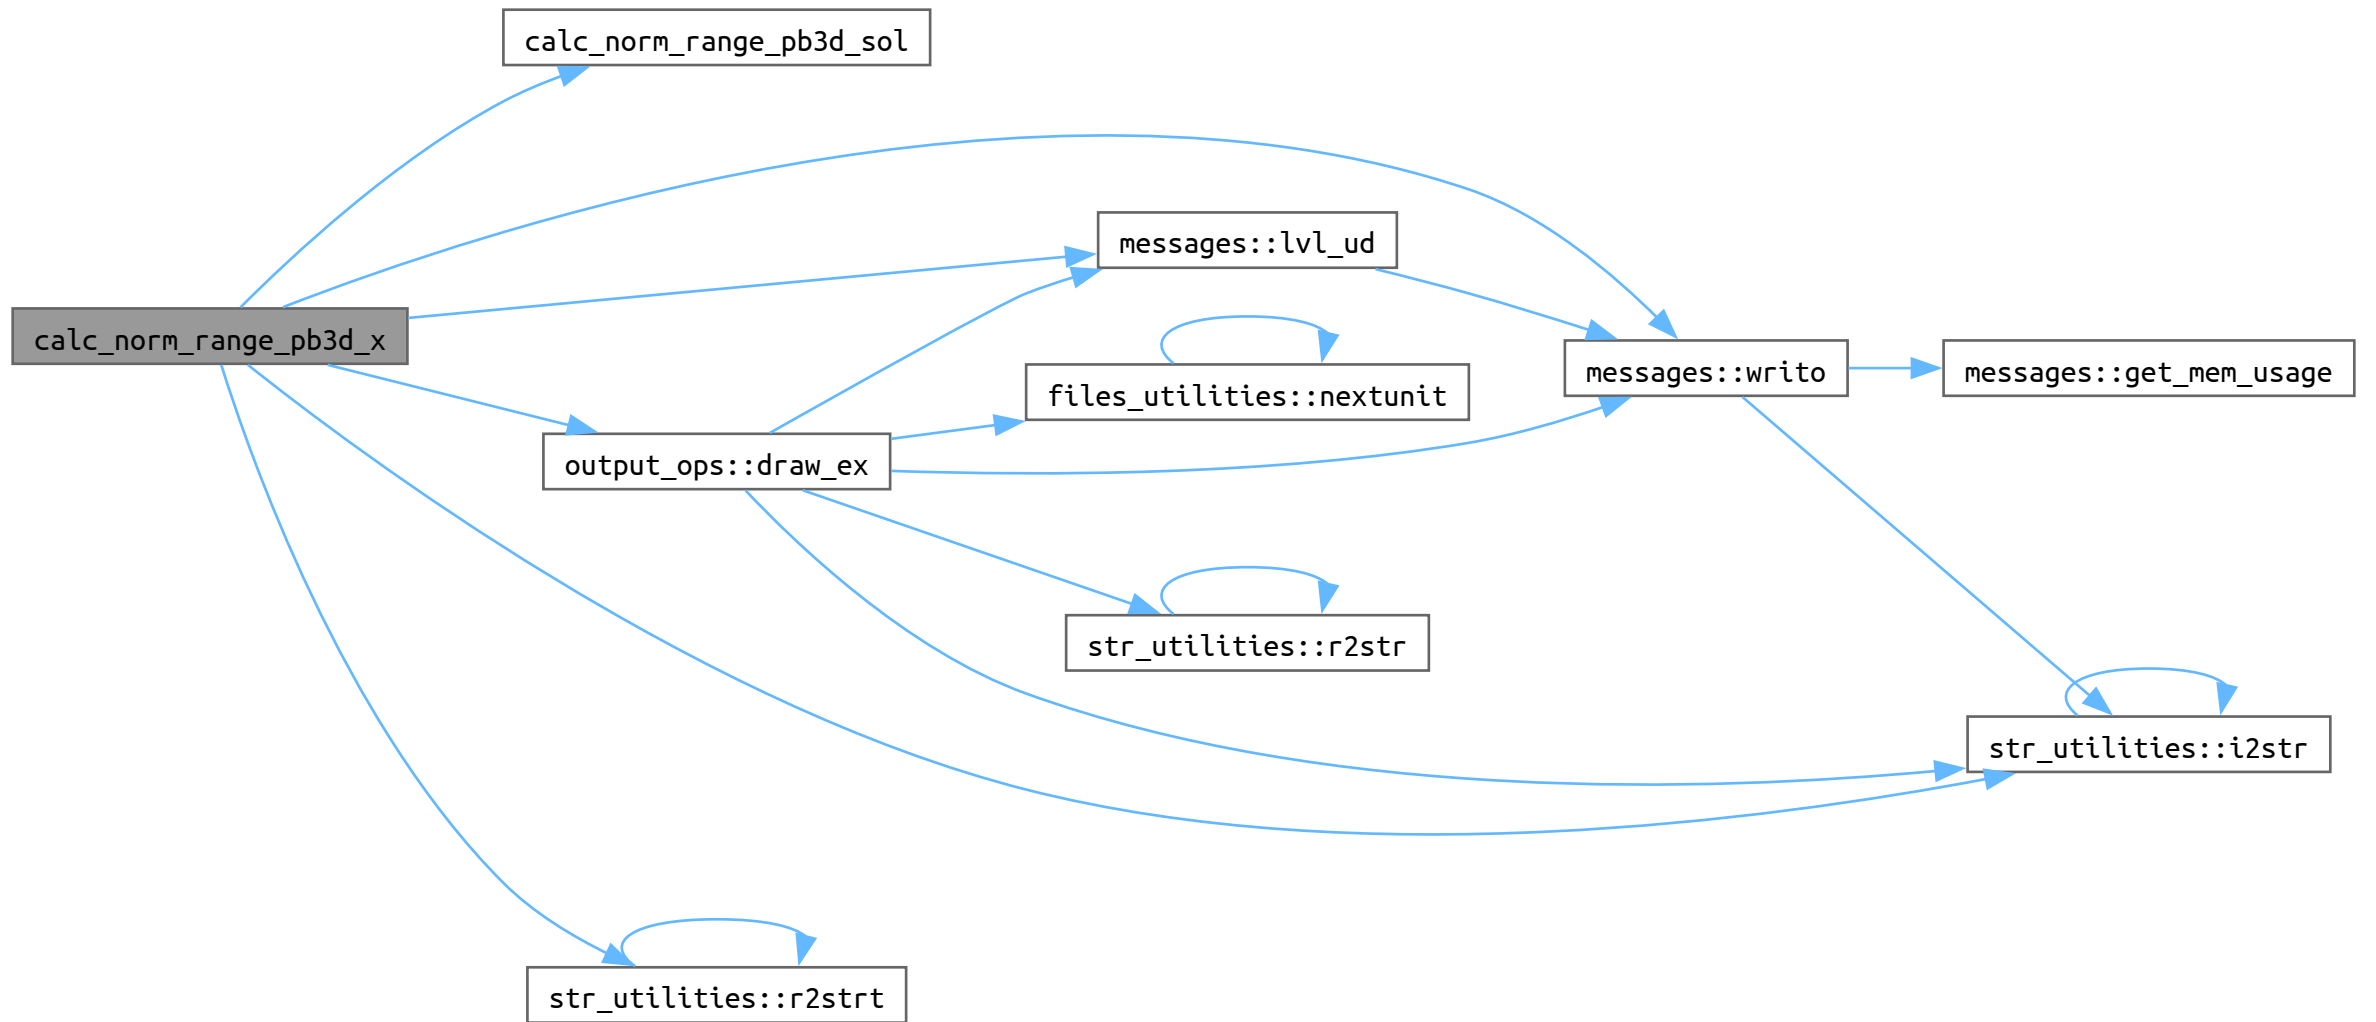 calc_norm_range_pb3d_sol
messages::lvl_ud
calc_norm_range_pb3d_x
messages::writo
messages::get_mem_usage
files_utilities::nextunit
output_ops::draw_ex
str_utilities::r2str
str_utilities::i2str
str_utilities::r2strt